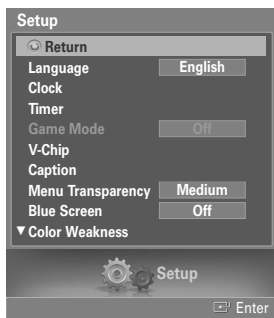 Setup
Return
Language English
Clock
Timer
Game Mode Off
V-Chip
Caption
Menu Transparency Medium
Blue Screen Off
▼ Color Weakness
Setup
Enter